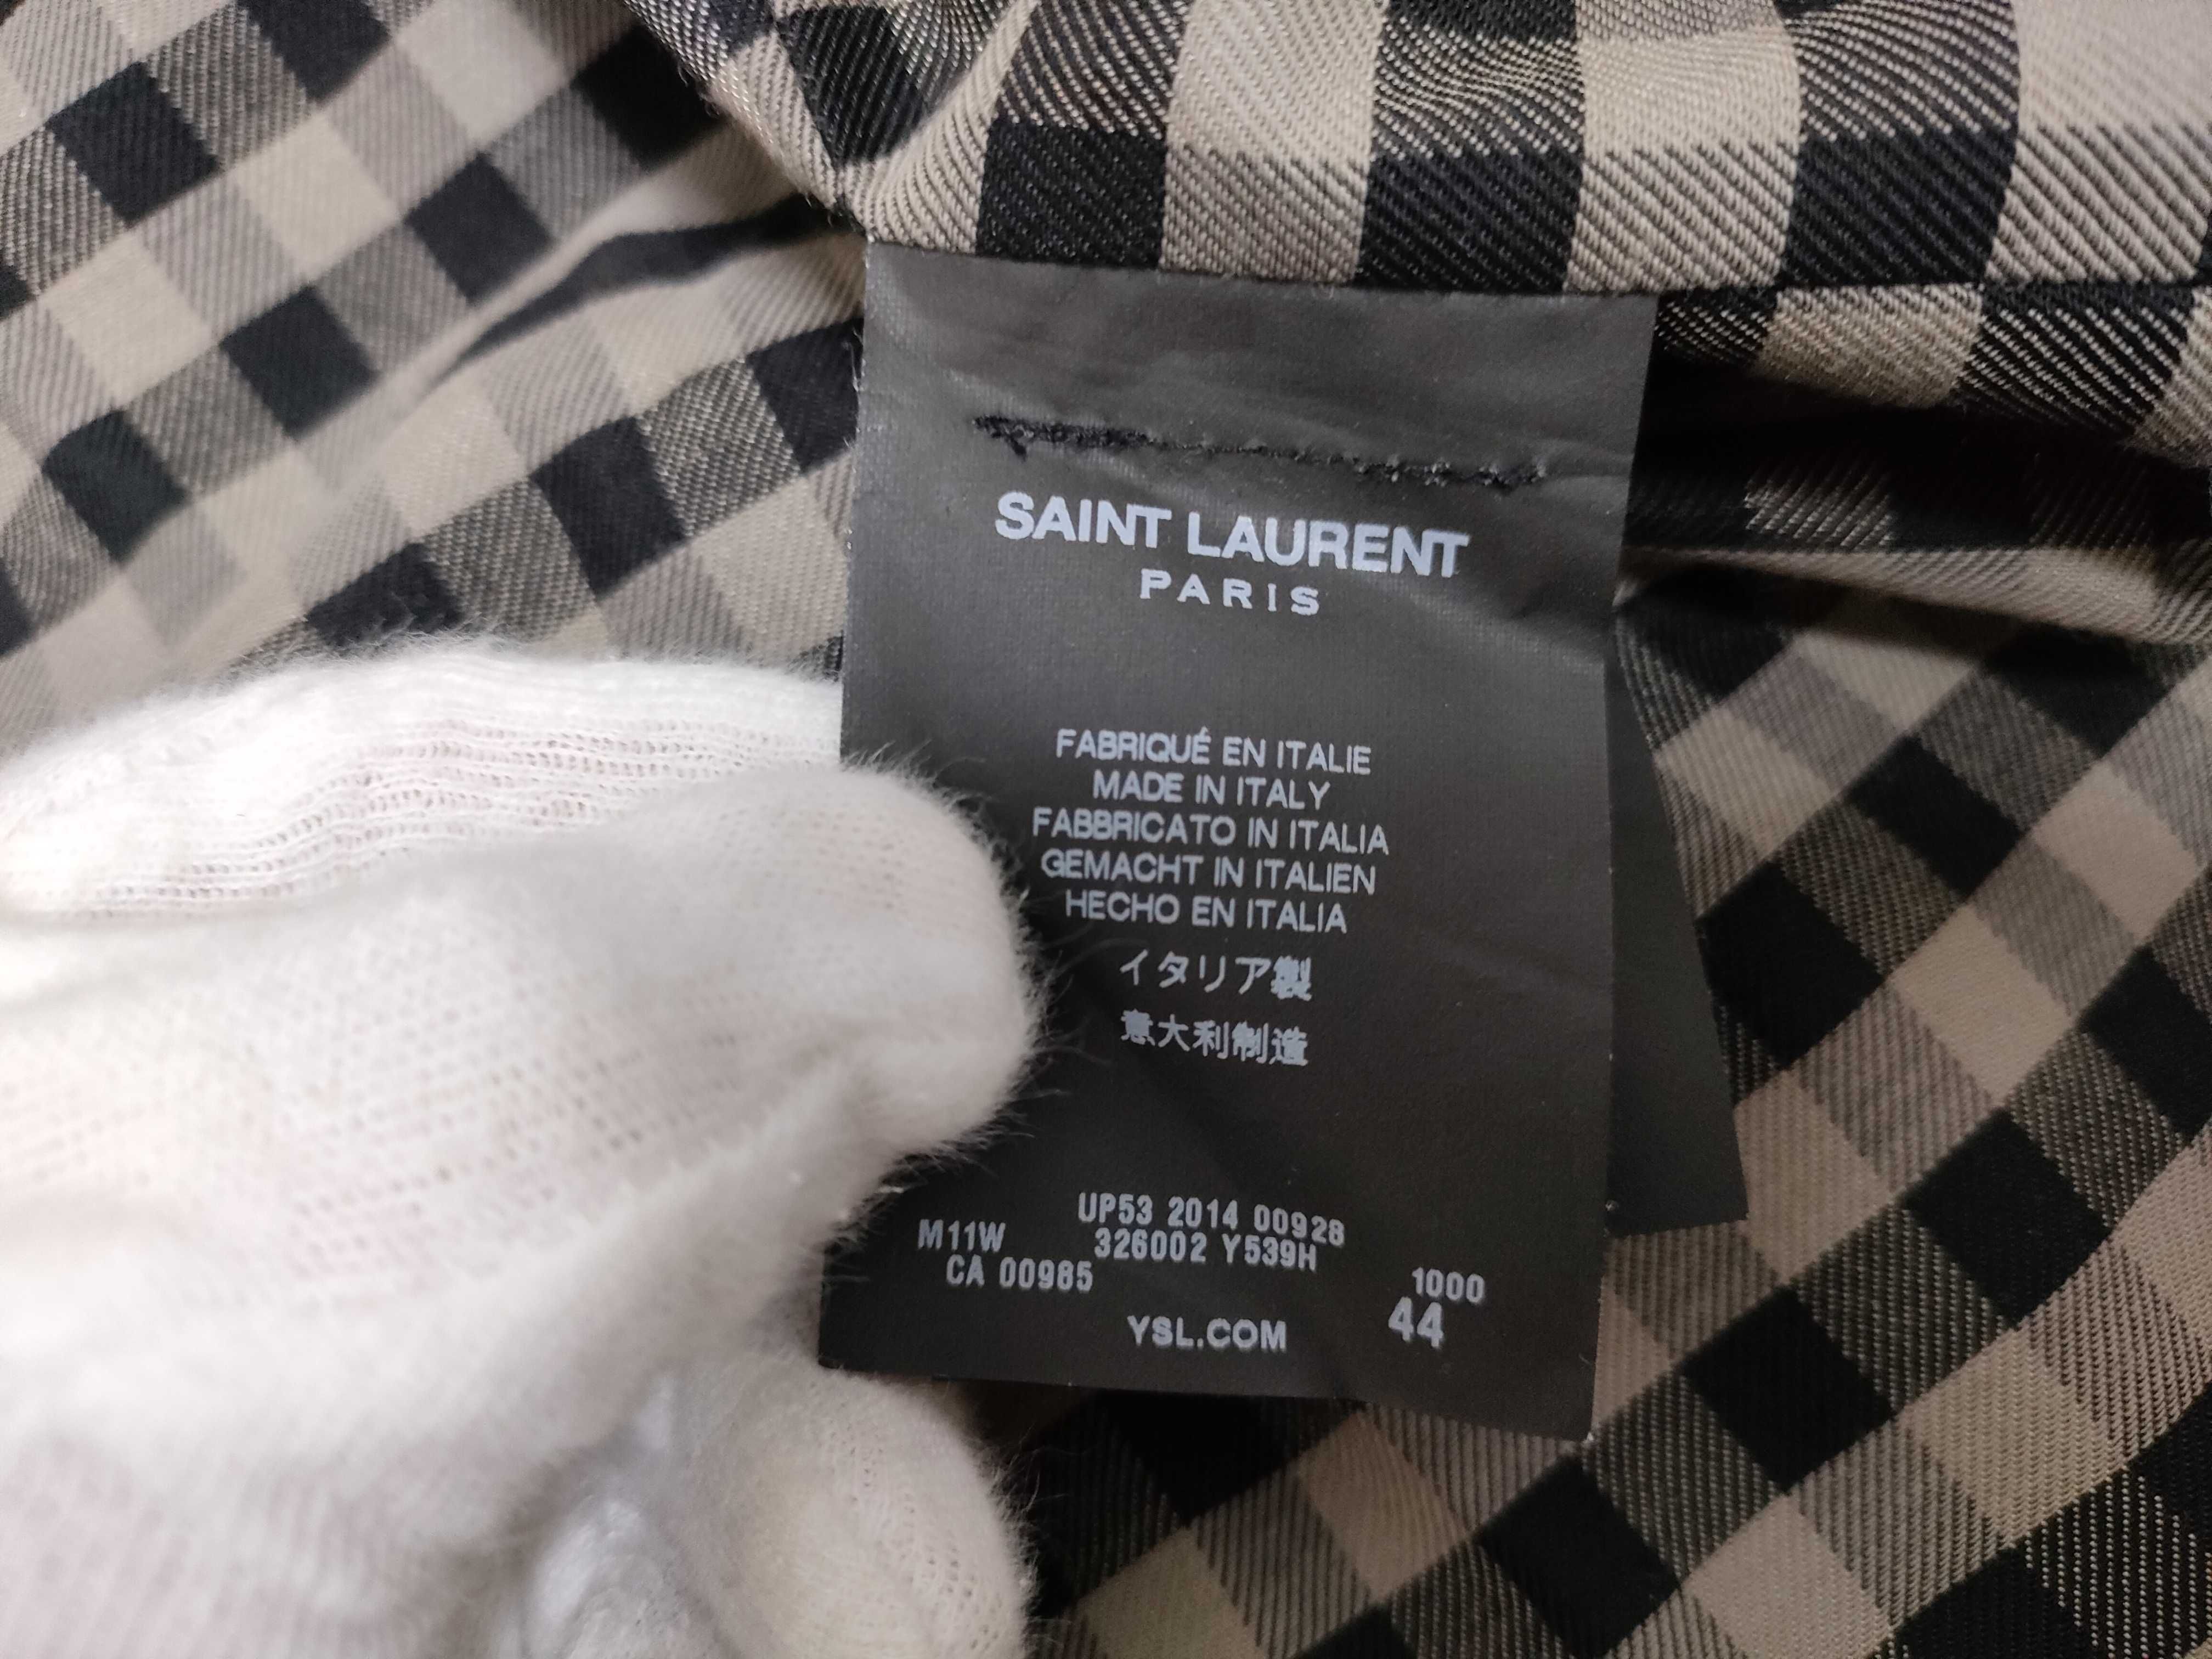 SAINT LAURENT
PARIS
FABRIQUÉ EN ITALIE
MADE IN ITALY
FABBRICATO IN ITALIA
GEMACHT IN ITALIEN
HECHO EN ITALIA
イタリア製
意大利制造
UP53 2014 00928
M11W 326002 Y539H
CA 00985 1000
YSL.COM 44